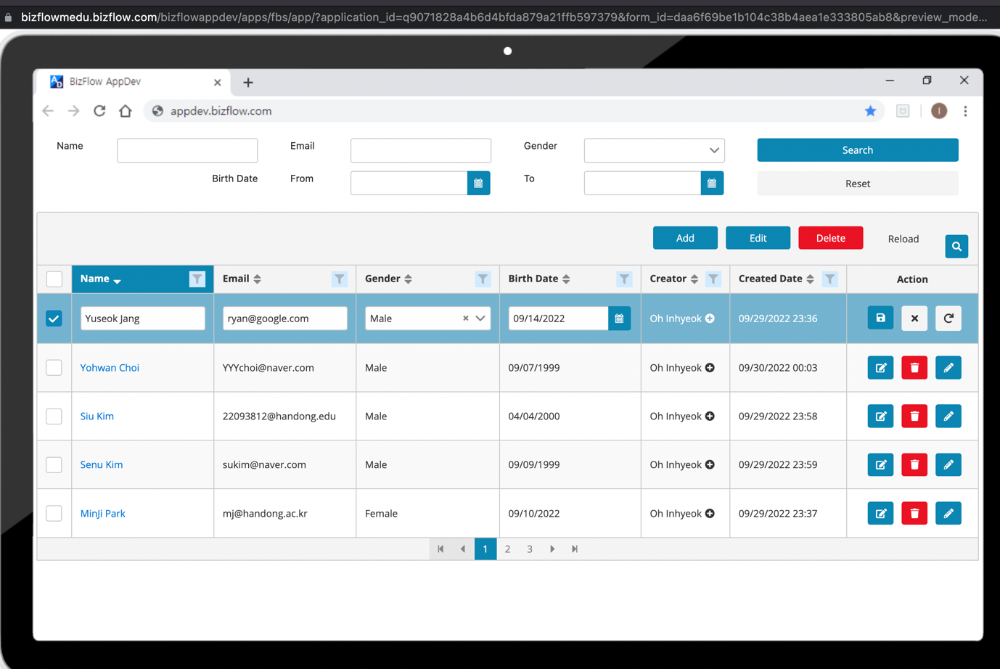 bizflowmedu.bizflow.com/bizflowappdev/apps/fbs/app/?application_id=q9071828a4b6d4bfda879a21ffb597379&form_id=daa6f69be1b104c38b4aea1e333805ab8&preview_mode...
BizFlow AppDev
appdev.bizflow.com
I
Name Email Gender Search
Birth Date From To Reset
Add Edit Delete Reload
Name Email Gender Birth Date Creator Created Date Action
Yuseok Jang ryan@google.com Male 09/14/2022 Oh Inhyeok 09/29/2022 23:36
Yohwan Choi YYYchoi@naver.com Male 09/07/1999 Oh Inhyeok 09/30/2022 00:03
Siu Kim 22093812@handong.edu Male 04/04/2000 Oh Inhyeok 09/29/2022 23:58
Senu Kim sukim@naver.com Male 09/09/1999 Oh Inhyeok 09/29/2022 23:59
MinJi Park mj@handong.ac.kr Female 09/10/2022 Oh Inhyeok 09/29/2022 23:37
1 2 3